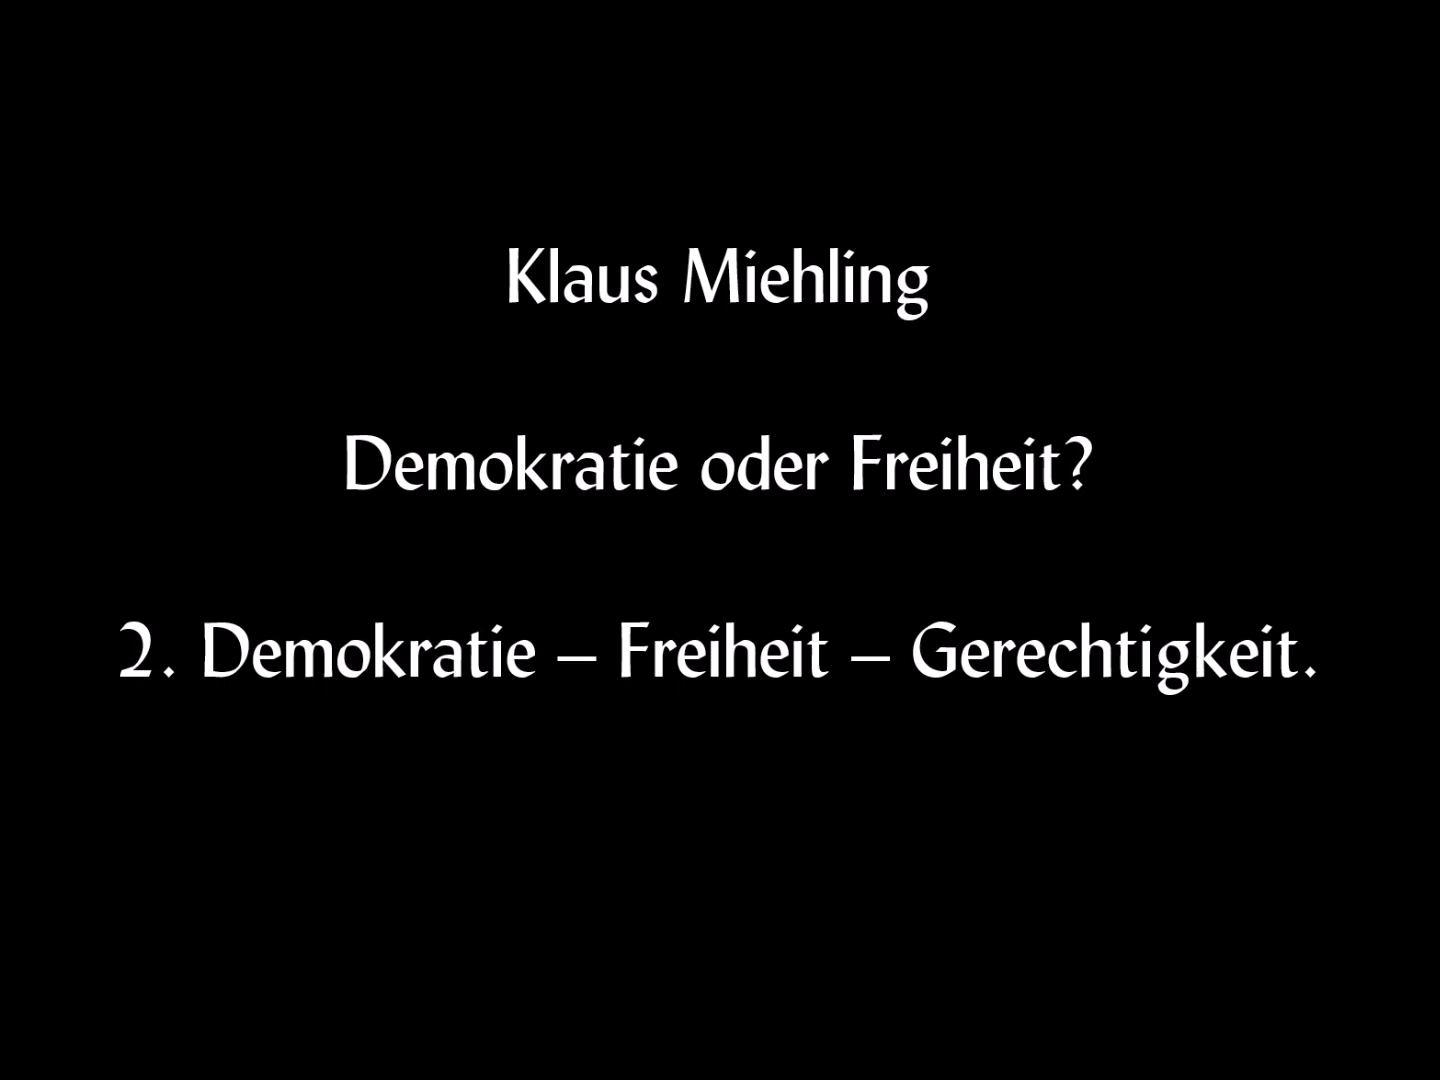 Klaus Miehling
Demokratie oder Freiheit?
2. Demokratie – Freiheit – Gerechtigkeit.